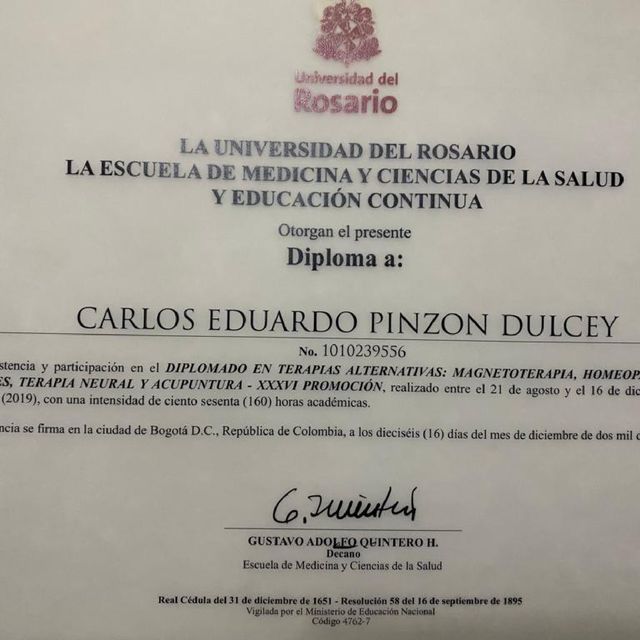 Universidad del
Rosario
LA UNIVERSIDAD DEL ROSARIO
LA ESCUELA DE MEDICINA Y CIENCIAS DE LA SALUD
Y EDUCACIÓN CONTINUA
Otorgan el presente
Diploma a:
CARLOS EDUARDO PINZON DULCEY
No. 1010239556
stencia y participación en el DIPLOMADO EN TERAPIAS ALTERNATIVAS: MAGNETOTERAPIA, HOMEOP
ES, TERAPIA NEURAL Y ACUPUNTURA - XXXVI PROMOCIÓN, realizado entre el 21 de agosto y el 16 de dic
(2019), con una intensidad de ciento sesenta (160) horas académicas.
ncia se firma en la ciudad de Bogotá D.C., República de Colombia, a los dieciséis (16) días del mes de diciembre de dos mil d
G. Quintero
GUSTAVO ADOLFO QUINTERO H.
Decano
Escuela de Medicina y Ciencias de la Salud
Real Cédula del 31 de diciembre de 1651 - Resolución 58 del 16 de septiembre de 1895
Vigilada por el Ministerio de Educación Nacional
Código 4762-7